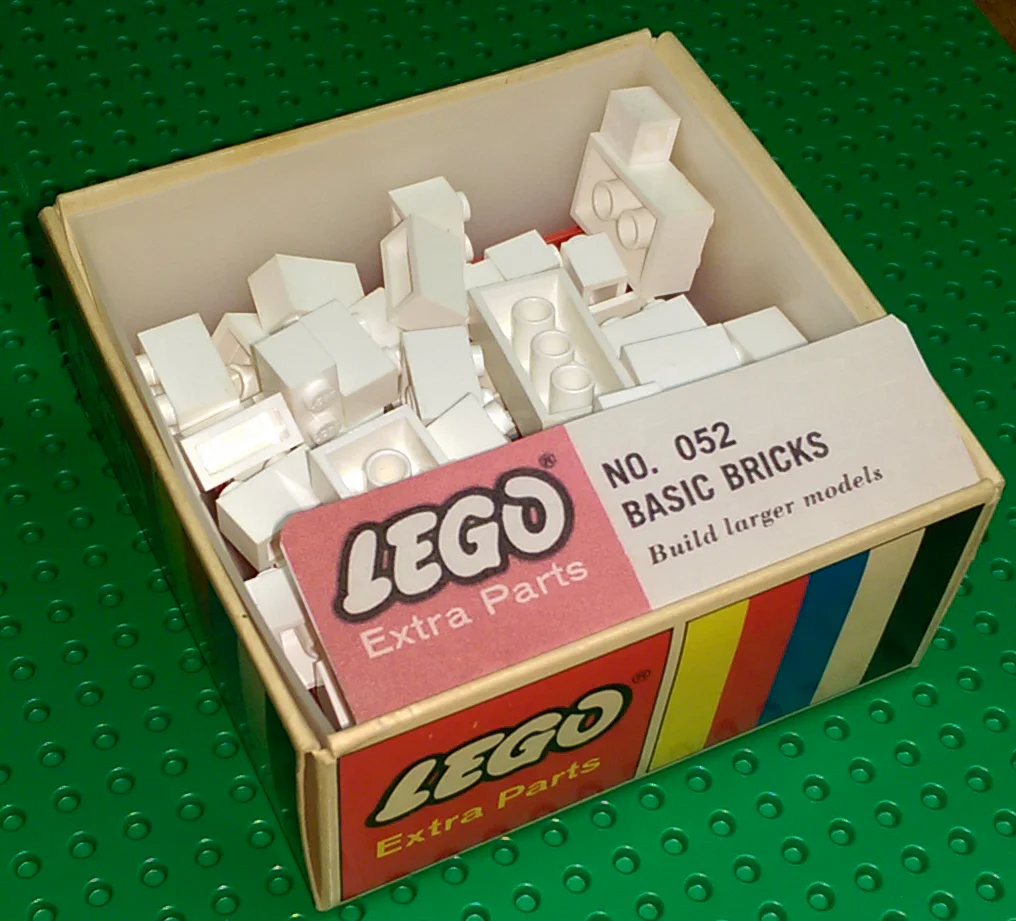 LEGO®
Extra Parts
NO. 052
BASIC BRICKS
Build larger models
LEGO®
Extra Parts